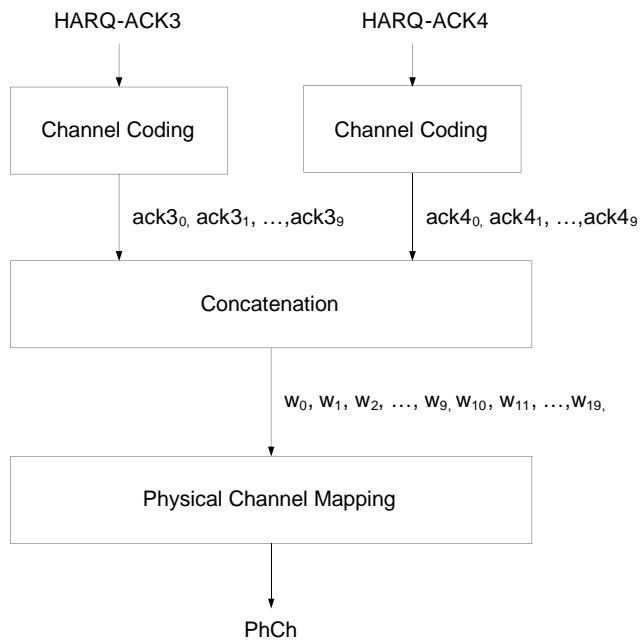 HARQ-ACK3 HARQ-ACK4
Channel Coding Channel Coding
ack3₀, ack3₁, …,ack3₉ ack4₀, ack4₁, …,ack4₉
Concatenation
w₀, w₁, w₂, …, w₉, w₁₀, w₁₁, …,w₁₉,
Physical Channel Mapping
PhCh